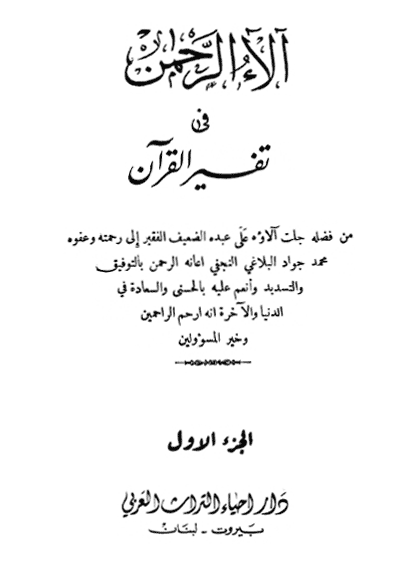 آلاء الرحمن
في
تفسير القرآن
من فضله جلت آلاؤه على عبده الضعيف الفقير إلى رحمته وعفوه
محمد جواد البلاغي النجفي اعانه الرحمن بالتوفيق
والتسديد وأنعم عليه بالحسنى والسعادة في
الدنيا والآخرة انه ارحم الراحمين
وخير المسؤولين
الجزء الاول
دار احياء التراث العربي
بيروت - لبنان